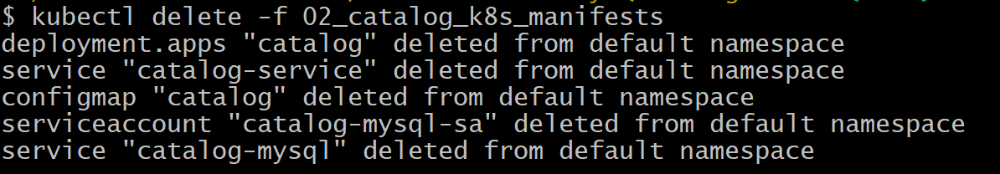 $ kubectl delete -f 02_catalog_k8s_manifests
deployment.apps "catalog" deleted from default namespace
service "catalog-service" deleted from default namespace
configmap "catalog" deleted from default namespace
serviceaccount "catalog-mysql-sa" deleted from default namespace
service "catalog-mysql" deleted from default namespace